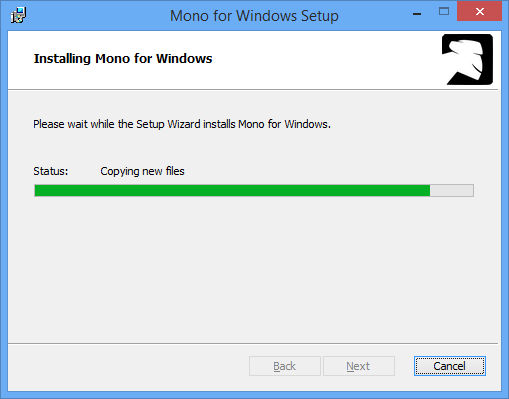 Mono for Windows Setup
Installing Mono for Windows
Please wait while the Setup Wizard installs Mono for Windows.
Status: Copying new files
Back Next Cancel